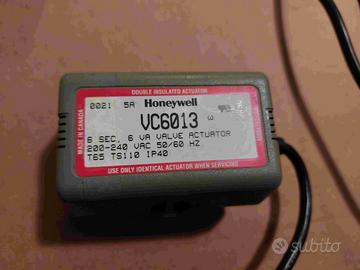 DOUBLE INSULATED ACTUATOR
0021 5A Honeywell
VC6013
6 SEC, 6 VA VALVE ACTUATOR
200-240 VAC 50/60 HZ
T65 TS110 IP40
USE ONLY IDENTICAL ACTUATOR WHEN SERVICING
MADE IN CANADA
subito